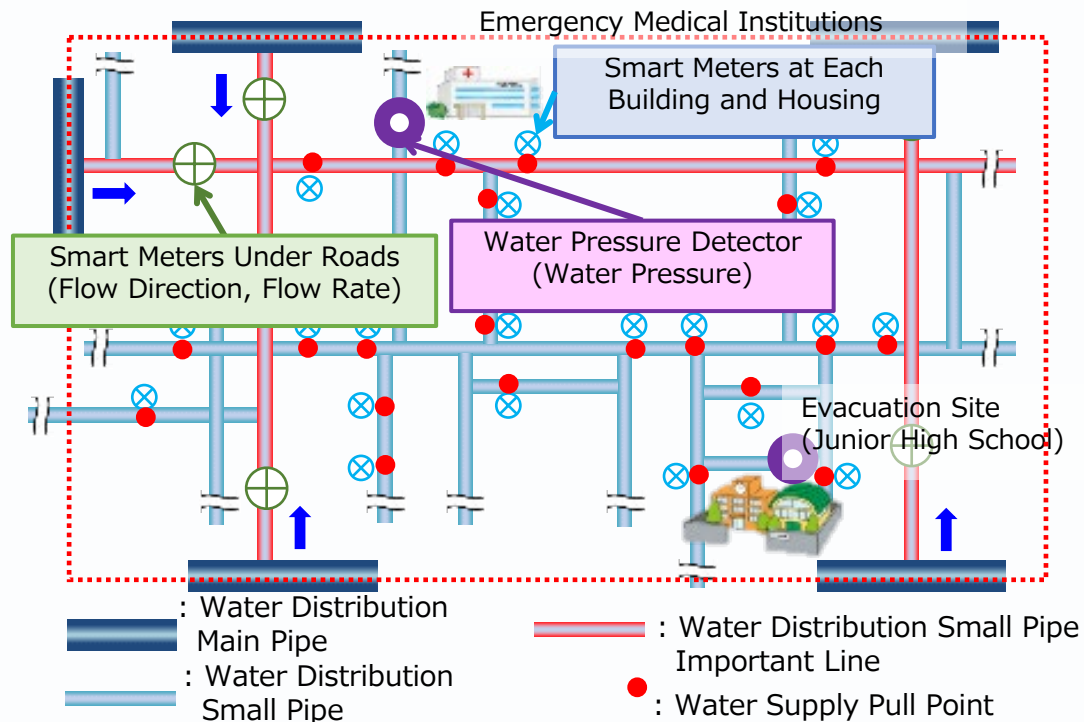 Emergency Medical Institutions
Smart Meters at Each
Building and Housing
Smart Meters Under Roads
(Flow Direction, Flow Rate)
Water Pressure Detector
(Water Pressure)
Evacuation Site
(Junior High School)
: Water Distribution
Main Pipe
: Water Distribution
Small Pipe
: Water Distribution Small Pipe
Important Line
: Water Supply Pull Point